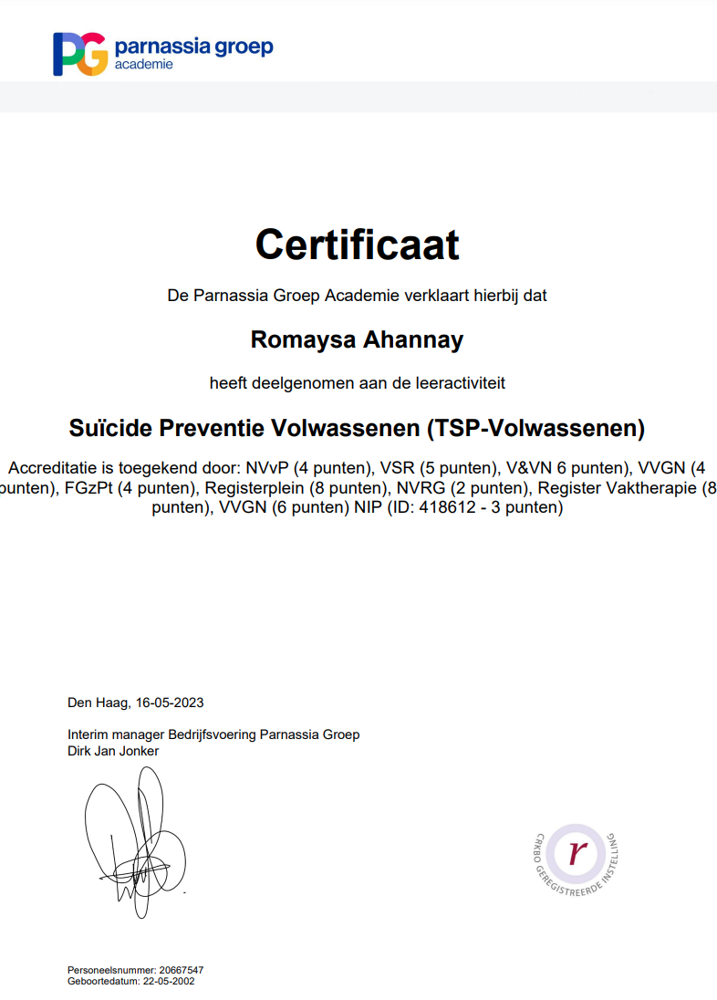 PG parnassia groep
academie
Certificaat
De Parnassia Groep Academie verklaart hierbij dat
Romaysa Ahannay
heeft deelgenomen aan de leeractiviteit
Suïcide Preventie Volwassenen (TSP-Volwassenen)
Accreditatie is toegekend door: NVvP (4 punten), VSR (5 punten), V&VN 6 punten), VVGN (4
punten), FGzPt (4 punten), Registerplein (8 punten), NVRG (2 punten), Register Vaktherapie (8
punten), VVGN (6 punten) NIP (ID: 418612 - 3 punten)
Den Haag, 16-05-2023
Interim manager Bedrijfsvoering Parnassia Groep
Dirk Jan Jonker
r
CRKBO GEREGISTREERDE INSTELLING
Personeelsnummer: 20667547
Geboortedatum: 22-05-2002